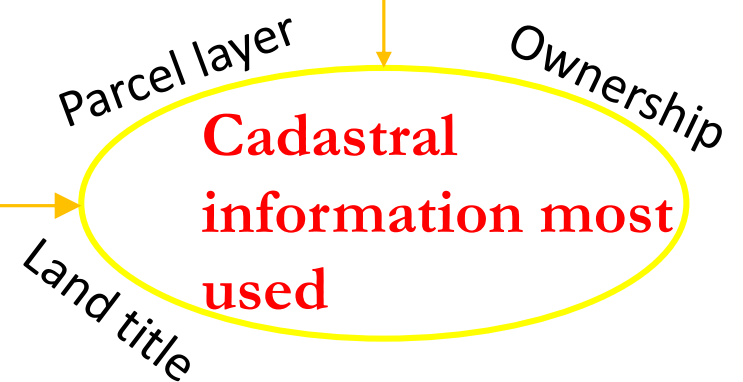 Parcel layer
Ownership
Cadastral
information most
used
Land title